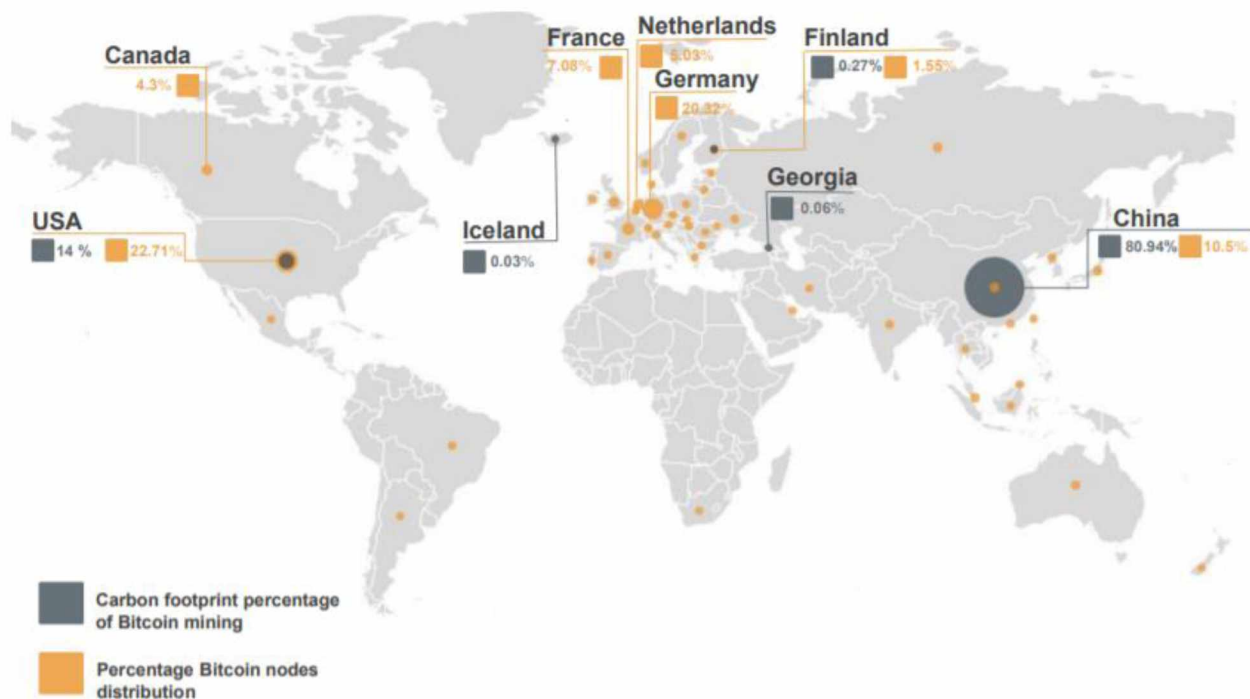 Canada
4.3%
France
7.08%
Netherlands
5.03%
Germany
20.32%
Finland
0.27% 1.55%
USA
14 % 22.71%
Iceland
0.03%
Georgia
0.06%
China
80.94% 10.5%
Carbon footprint percentage
of Bitcoin mining
Percentage Bitcoin nodes
distribution